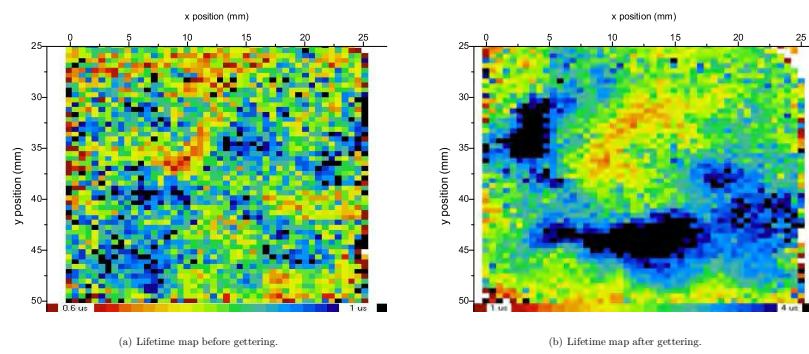 x position (mm)
0 5 10 15 20 25
25
30
35
40
45
50
y position (mm)
0.6 us 1 us
(a) Lifetime map before gettering.
x position (mm)
0 5 10 15 20 25
25
30
35
40
45
50
y position (mm)
1 us 4 us
(b) Lifetime map after gettering.